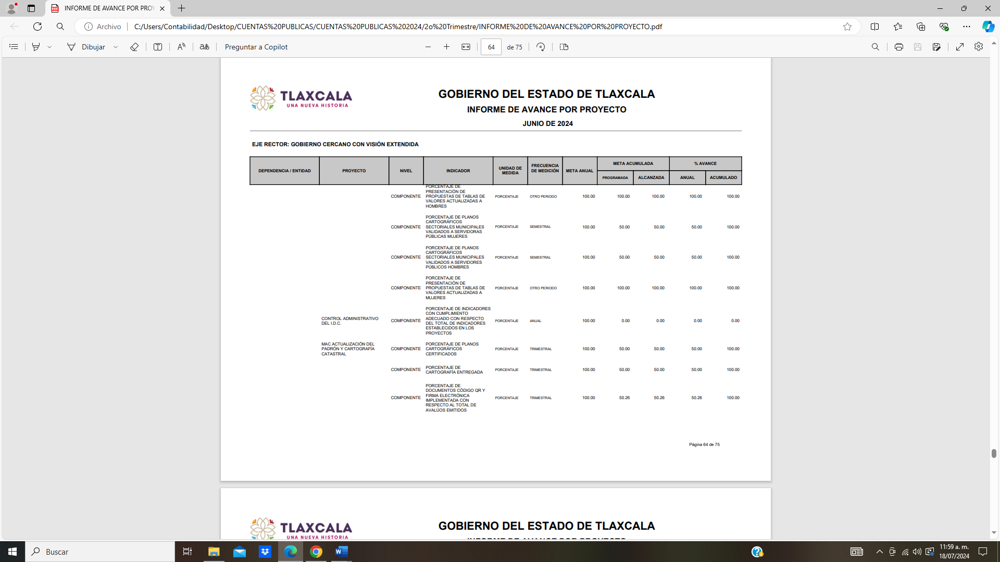 INFORME DE AVANCE POR PROY
Archivo
C:/Users/Contabilidad/Desktop/CUENTAS%20PUBLICAS/CUENTAS%20PUBLICAS%202024/2o%20Trimestre/INFORME%20DE%20AVANCE%20POR%20PROYECTO.pdf
Dibujar
Preguntar a Copilot
64 de 75
TLAXCALA
UNA NUEVA HISTORIA
GOBIERNO DEL ESTADO DE TLAXCALA
INFORME DE AVANCE POR PROYECTO
JUNIO DE 2024
EJE RECTOR: GOBIERNO CERCANO CON VISIÓN EXTENDIDA
DEPENDENCIA / ENTIDAD
PROYECTO
NIVEL
INDICADOR
UNIDAD DE
MEDIDA
FRECUENCIA
DE MEDICIÓN
META ANUAL
META ACUMULADA
PROGRAMADA
ALCANZADA
% AVANCE
ANUAL
ACUMULADO
COMPONENTE
PORCENTAJE DE
PRESENTACIÓN DE
PROPUESTAS DE TABLAS DE
VALORES ACTUALIZADAS A
HOMBRES
PORCENTAJE OTRO PERIODO 100.00 100.00 100.00 100.00 100.00
COMPONENTE
PORCENTAJE DE PLANOS
CARTOGRÁFICOS
SECTORIALES MUNICIPALES
VALIDADOS A SERVIDORAS
PÚBLICAS MUJERES
PORCENTAJE SEMESTRAL 100.00 50.00 50.00 50.00 100.00
COMPONENTE
PORCENTAJE DE PLANOS
CARTOGRÁFICOS
SECTORIALES MUNICIPALES
VALIDADOS A SERVIDORES
PÚBLICOS HOMBRES
PORCENTAJE SEMESTRAL 100.00 50.00 50.00 50.00 100.00
COMPONENTE
PORCENTAJE DE
PRESENTACIÓN DE
PROPUESTAS DE TABLAS DE
VALORES ACTUALIZADAS A
MUJERES
PORCENTAJE OTRO PERIODO 100.00 100.00 100.00 100.00 100.00
CONTROL ADMINISTRATIVO
DEL I.D.C.
COMPONENTE
PORCENTAJE DE INDICADORES
CON CUMPLIMIENTO
ADECUADO CON RESPECTO
DEL TOTAL DE INDICADORES
ESTABLECIDOS EN LOS
PROYECTOS
PORCENTAJE ANUAL 100.00 0.00 0.00 0.00 0.00
MAC ACTUALIZACIÓN DEL
PADRÓN Y CARTOGRAFÍA
CATASTRAL
COMPONENTE
PORCENTAJE DE PLANOS
CARTOGRÁFICOS
CERTIFICADOS
PORCENTAJE TRIMESTRAL 100.00 50.00 50.00 50.00 100.00
COMPONENTE
PORCENTAJE DE
CARTOGRAFÍA ENTREGADA
PORCENTAJE TRIMESTRAL 100.00 50.00 50.00 50.00 100.00
COMPONENTE
PORCENTAJE DE
DOCUMENTOS CÓDIGO QR Y
FIRMA ELECTRÓNICA
IMPLEMENTADA CON
RESPECTO AL TOTAL DE
AVALÚOS EMITIDOS
PORCENTAJE TRIMESTRAL 100.00 50.26 50.26 50.26 100.00
Página 64 de 75
TLAXCALA
UNA NUEVA HISTORIA
GOBIERNO DEL ESTADO DE TLAXCALA
INFORME DE AVANCE POR PROYECTO
Buscar
11:59 a. m.
18/07/2024